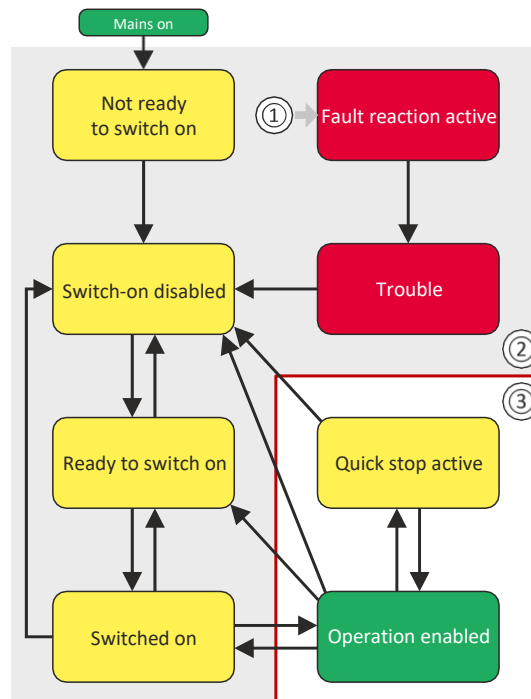 Mains on
Not ready
to switch on
①
Fault reaction active
Switch-on disabled
Trouble
②
③
Ready to switch on
Quick stop active
Switched on
Operation enabled